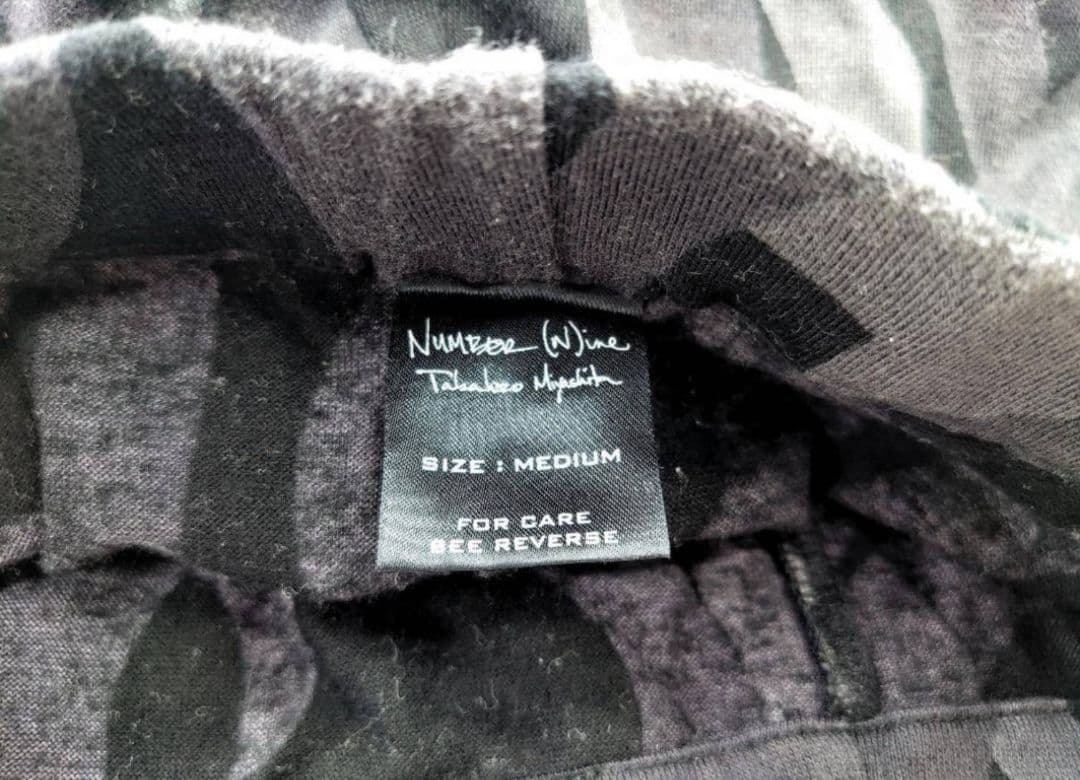 NUMBER (N)ine
Takahiro Miyashita
SIZE : MEDIUM
FOR CARE
SEE REVERSE